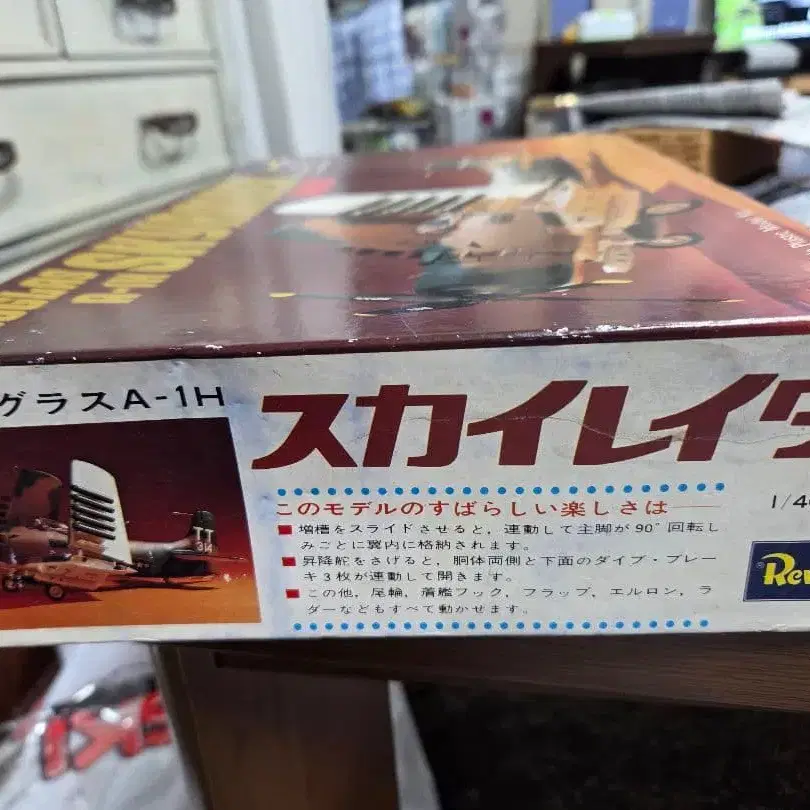 グラスA-1H
スカイレイダ
このモデルのすばらしい楽しさは
■増槽をスライドさせると，連動して主脚が90°回転し
みごとに翼内に格納されます。
■昇降舵をさげると，胴体両側と下面のダイブ・ブレー
キ3枚が連動して開きます。
■この他，尾輪，着艦フック，フラップ，エルロン，ラ
ダーなどもすべて動かせます。
1/4
Rev